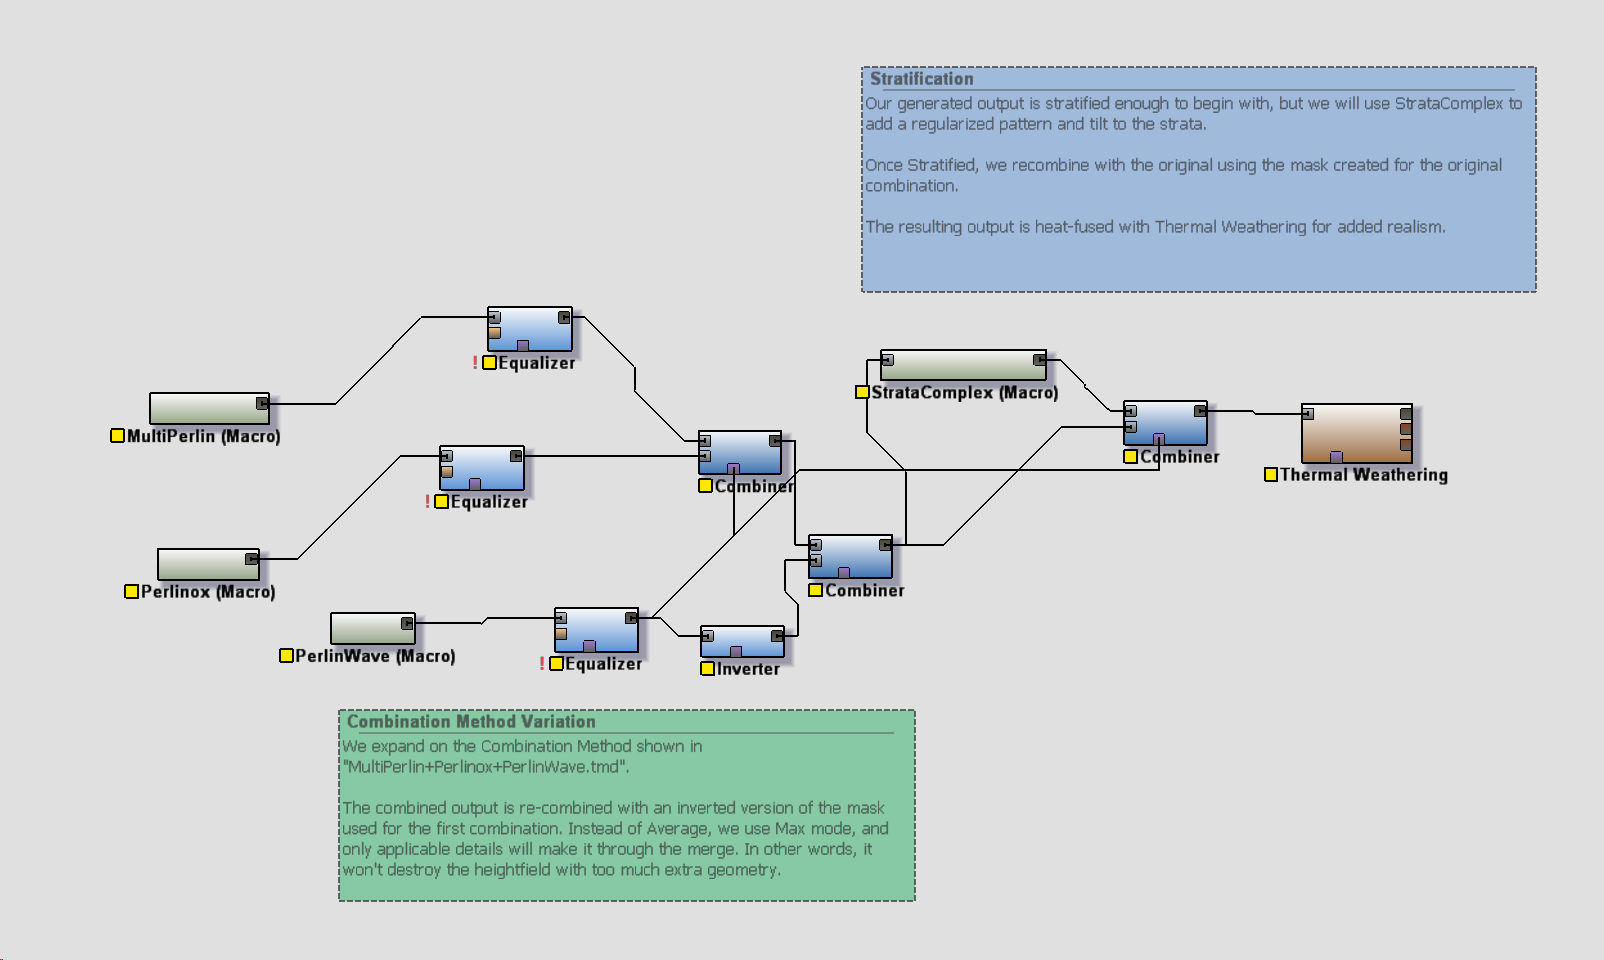 Stratification
Our generated output is stratified enough to begin with, but we will use StrataComplex to
add a regularized pattern and tilt to the strata.
Once Stratified, we recombine with the original using the mask created for the original
combination.
The resulting output is heat-fused with Thermal Weathering for added realism.
! Equalizer
StrataComplex (Macro)
MultiPerlin (Macro)
Combiner
Thermal Weathering
Combiner
! Equalizer
Combiner
Perlinox (Macro)
PerlinWave (Macro)
! Equalizer
Inverter
Combination Method Variation
We expand on the Combination Method shown in
"MultiPerlin+Perlinox+PerlinWave.tmd".
The combined output is re-combined with an inverted version of the mask
used for the first combination. Instead of Average, we use Max mode, and
only applicable details will make it through the merge. In other words, it
won't destroy the heightfield with too much extra geometry.